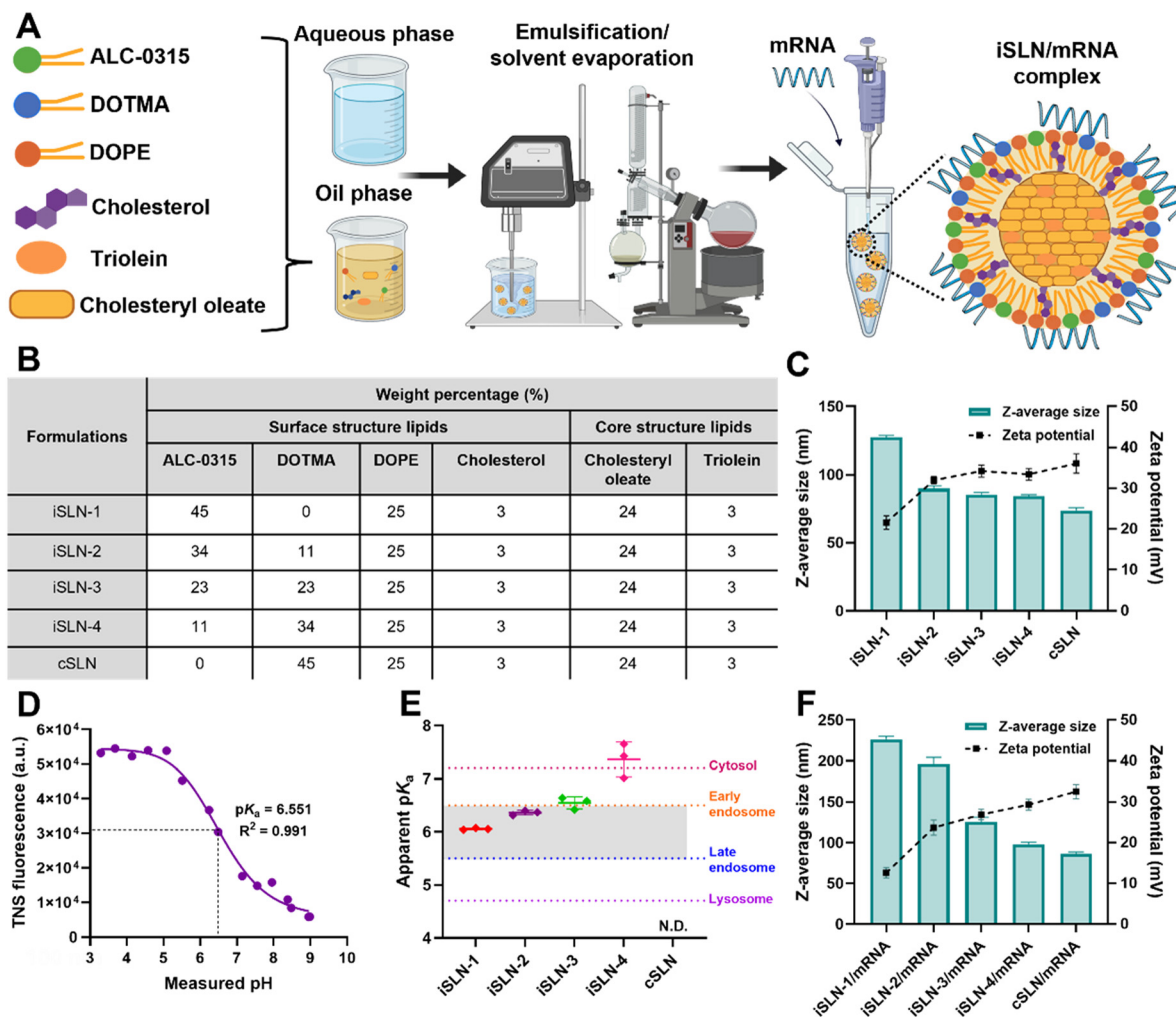 A
ALC-0315
DOTMA
DOPE
Cholesterol
Triolein
Cholesteryl oleate
Aqueous phase
Oil phase
Emulsification/
solvent evaporation
mRNA
iSLN/mRNA
complex
B
Formulations
Weight percentage (%)
Surface structure lipids
Core structure lipids
ALC-0315 DOTMA DOPE Cholesterol Cholesteryl oleate Triolein
iSLN-1 45 0 25 3 24 3
iSLN-2 34 11 25 3 24 3
iSLN-3 23 23 25 3 24 3
iSLN-4 11 34 25 3 24 3
cSLN 0 45 25 3 24 3
C
Z-average size (nm)
150
100
50
0
Z-average size
Zeta potential
50
40
30
20
10
0
Zeta potential (mV)
iSLN-1
iSLN-2
iSLN-3
iSLN-4
cSLN
D
TNS fluorescence (a.u.)
6×10⁴
5×10⁴
4×10⁴
3×10⁴
2×10⁴
1×10⁴
0
pKa = 6.551
R² = 0.991
3 4 5 6 7 8 9 10
Measured pH
E
Apparent pKa
8
7
6
5
4
Cytosol
Early
endosome
Late
endosome
Lysosome
N.D.
iSLN-1
iSLN-2
iSLN-3
iSLN-4
cSLN
F
Z-average size (nm)
250
200
150
100
50
0
Z-average size
Zeta potential
50
40
30
20
10
0
Zeta potential (mV)
iSLN-1/mRNA
iSLN-2/mRNA
iSLN-3/mRNA
iSLN-4/mRNA
cSLN/mRNA